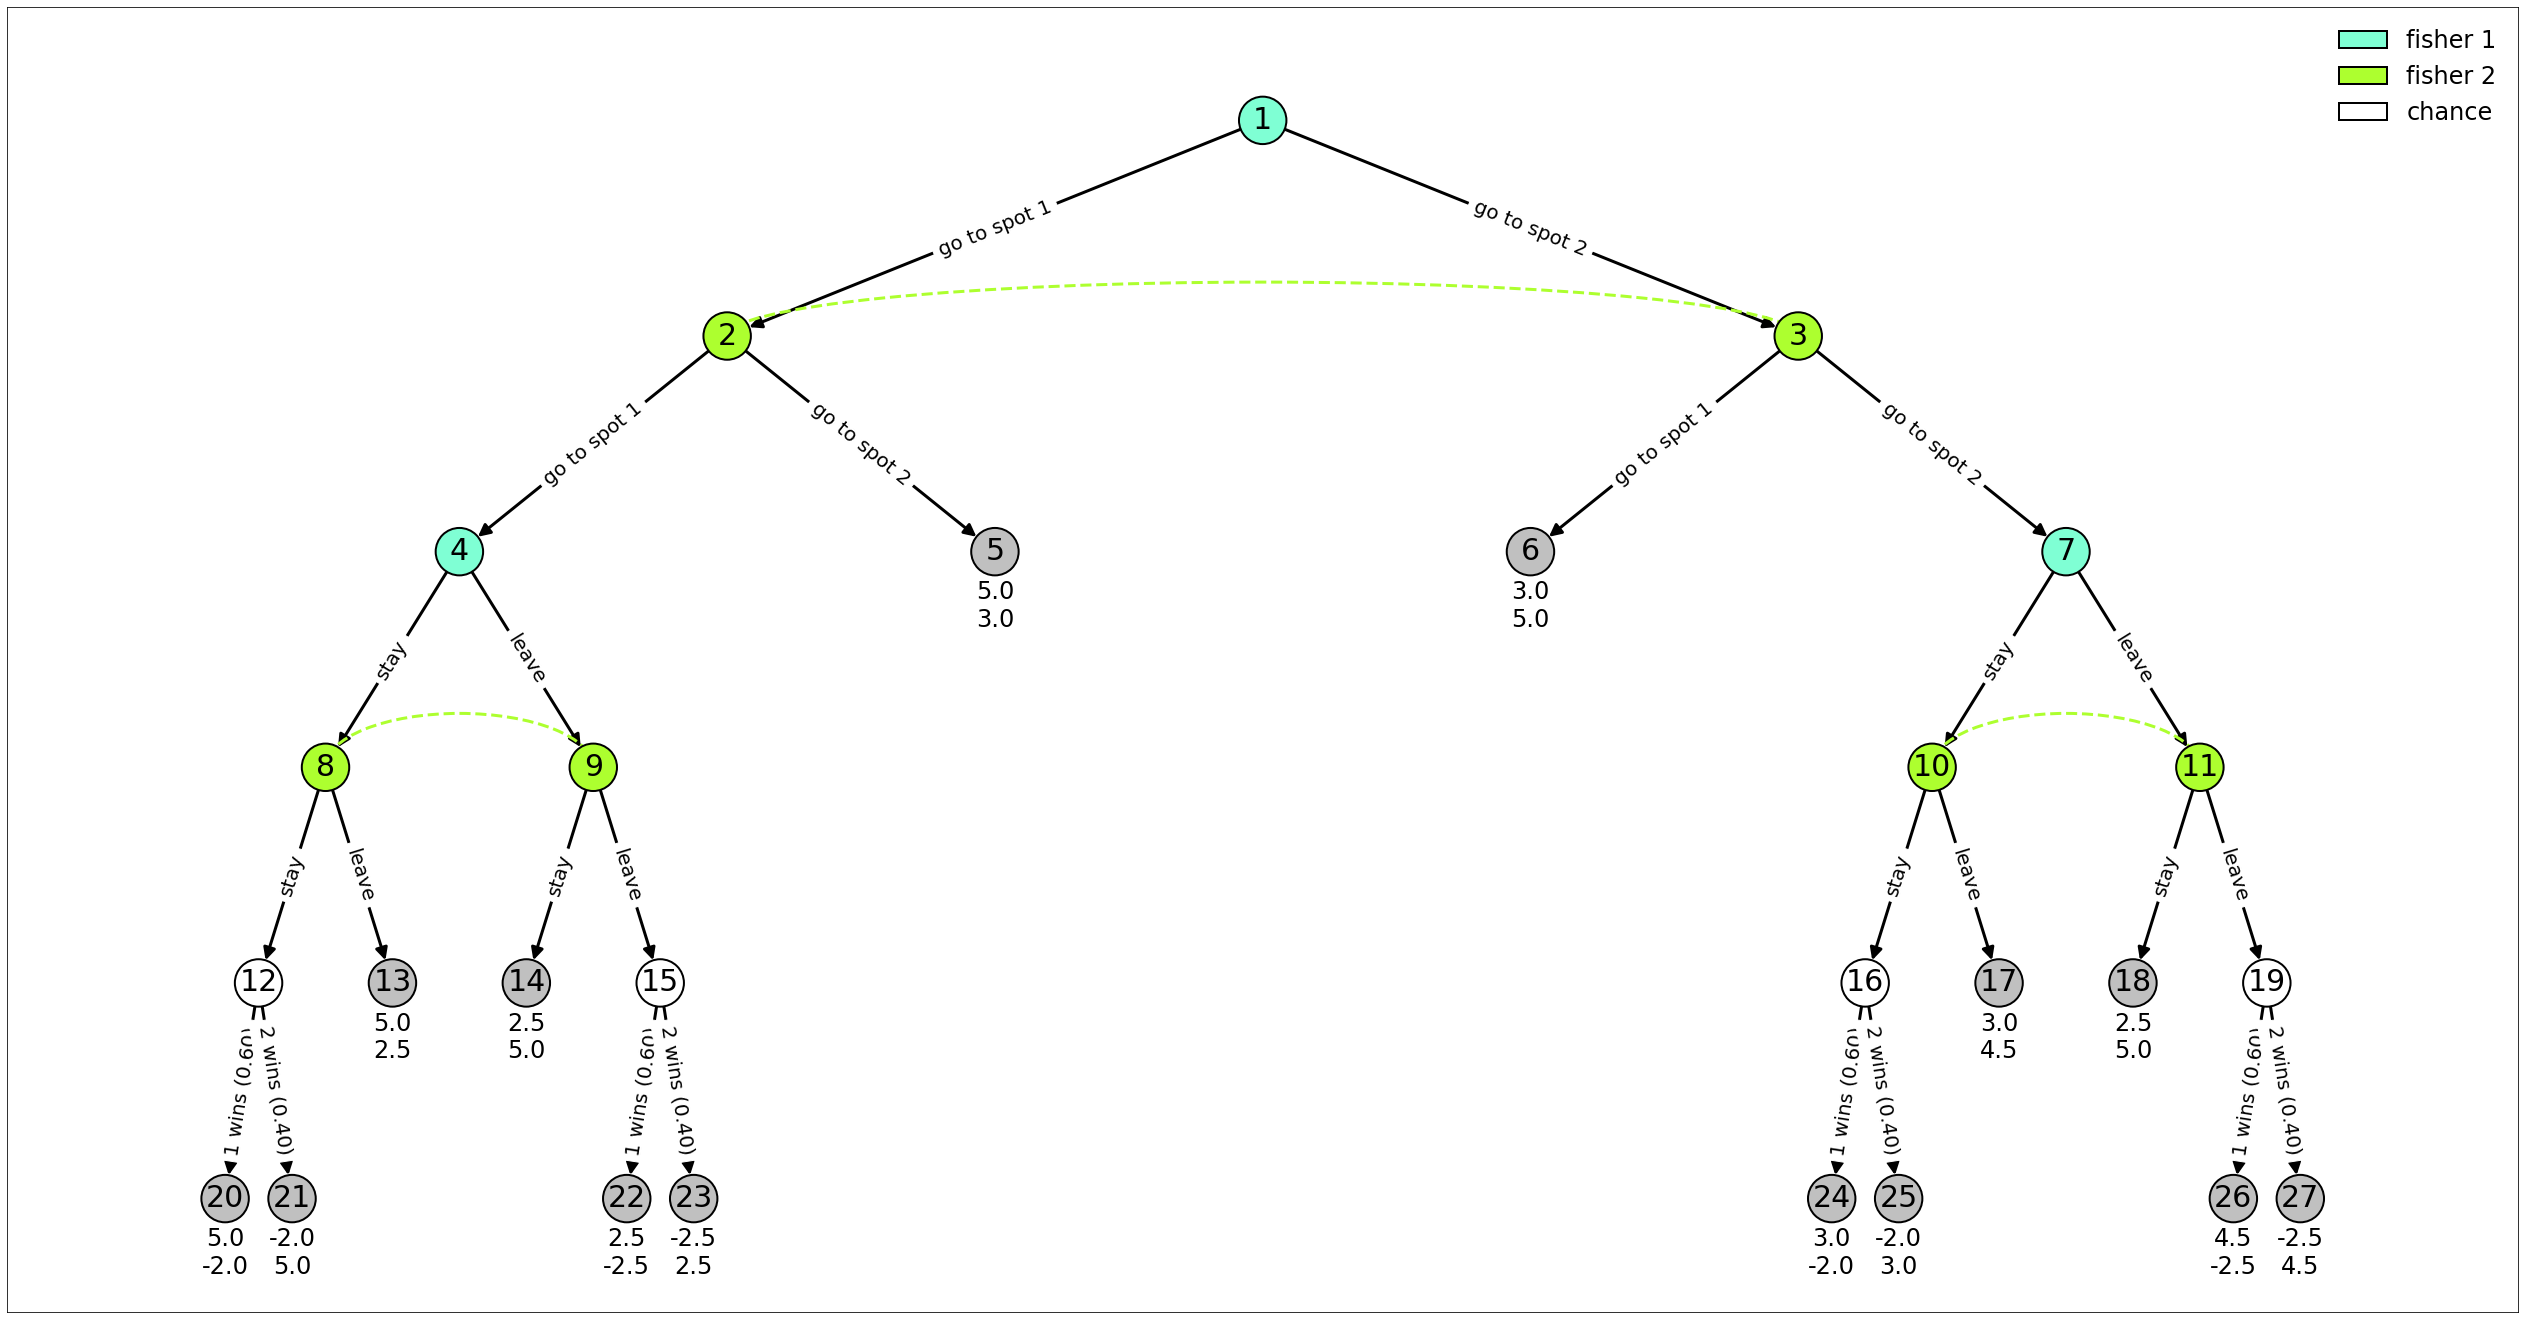 fisher 1
fisher 2
chance
1
go to spot 1
go to spot 2
2
3
go to spot 1
go to spot 2
go to spot 1
go to spot 2
4
5
6
7
5.0
3.0
3.0
5.0
stay
leave
stay
leave
8
9
10
11
stay
leave
stay
leave
stay
leave
stay
leave
12
13
14
15
16
17
18
19
5.0
2.5
2.5
5.0
3.0
4.5
2.5
5.0
1 wins (0.60)
2 wins (0.40)
1 wins (0.60)
2 wins (0.40)
1 wins (0.60)
2 wins (0.40)
1 wins (0.60)
2 wins (0.40)
20
21
22
23
24
25
26
27
5.0
-2.0
-2.0
5.0
2.5
-2.5
-2.5
2.5
3.0
-2.0
-2.0
3.0
4.5
-2.5
-2.5
4.5